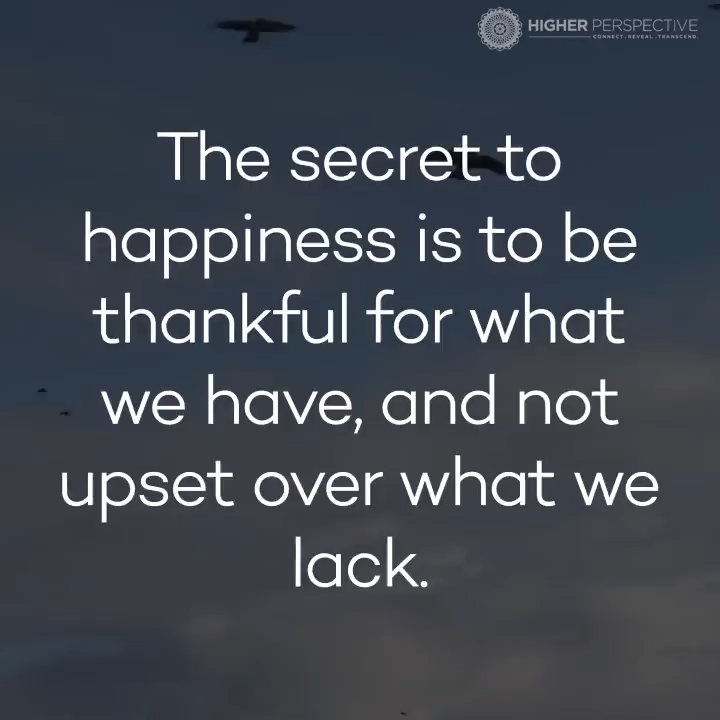 HIGHER PERSPECTIVE
CONNECT. REVEAL. TRANSCEND.
The secret to
happiness is to be
thankful for what
we have, and not
upset over what we
lack.